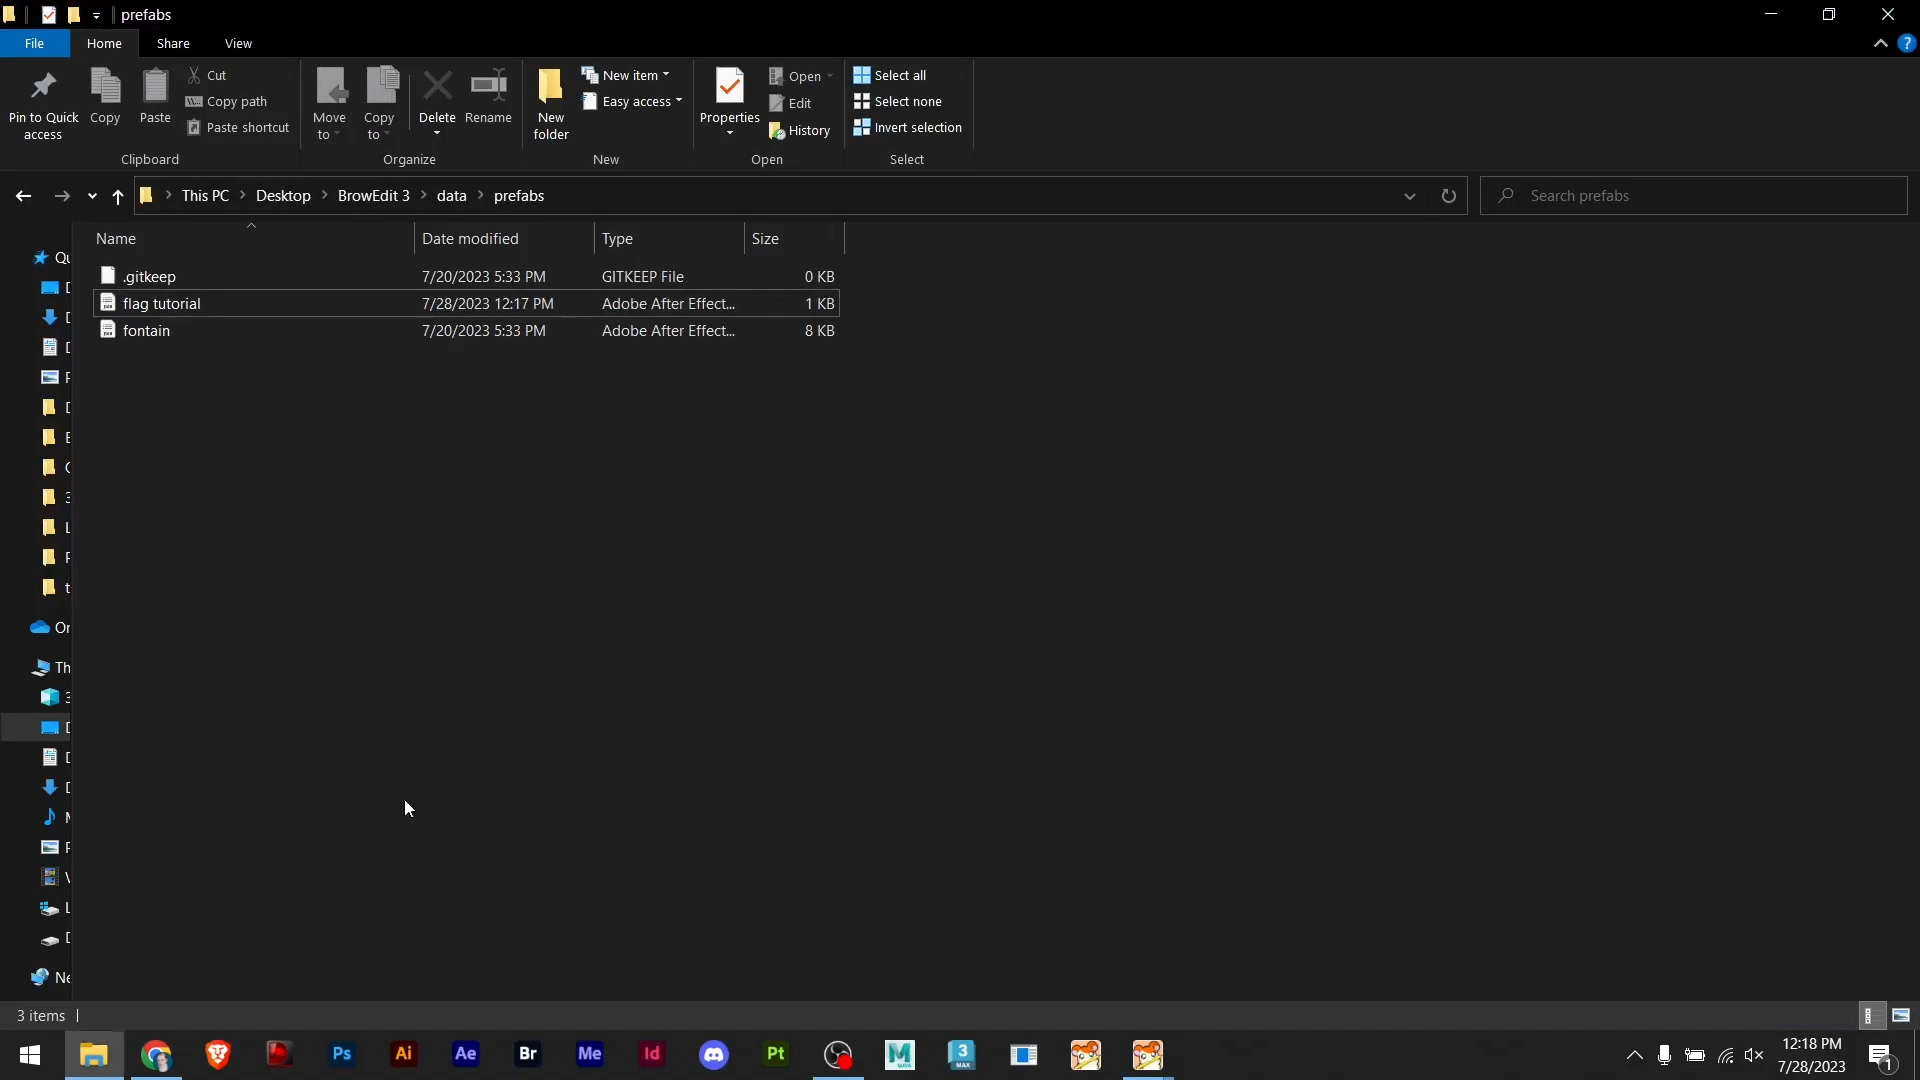 prefabs
File Home Share View
Pin to Quick access
Copy
Paste
Cut
Copy path
Paste shortcut
Move to
Copy to
Delete
Rename
New folder
New item
Easy access
Properties
Open
Edit
History
Select all
Select none
Invert selection
Clipboard Organize New Open Select
This PC Desktop BrowEdit 3 data prefabs
Search prefabs
Name Date modified Type Size
.gitkeep 7/20/2023 5:33 PM GITKEEP File 0 KB
flag tutorial 7/28/2023 12:17 PM Adobe After Effect... 1 KB
fontain 7/20/2023 5:33 PM Adobe After Effect... 8 KB
3 items
Ps Ai Ae Br Me Id Pt
3
MAX
12:18 PM
7/28/2023
1